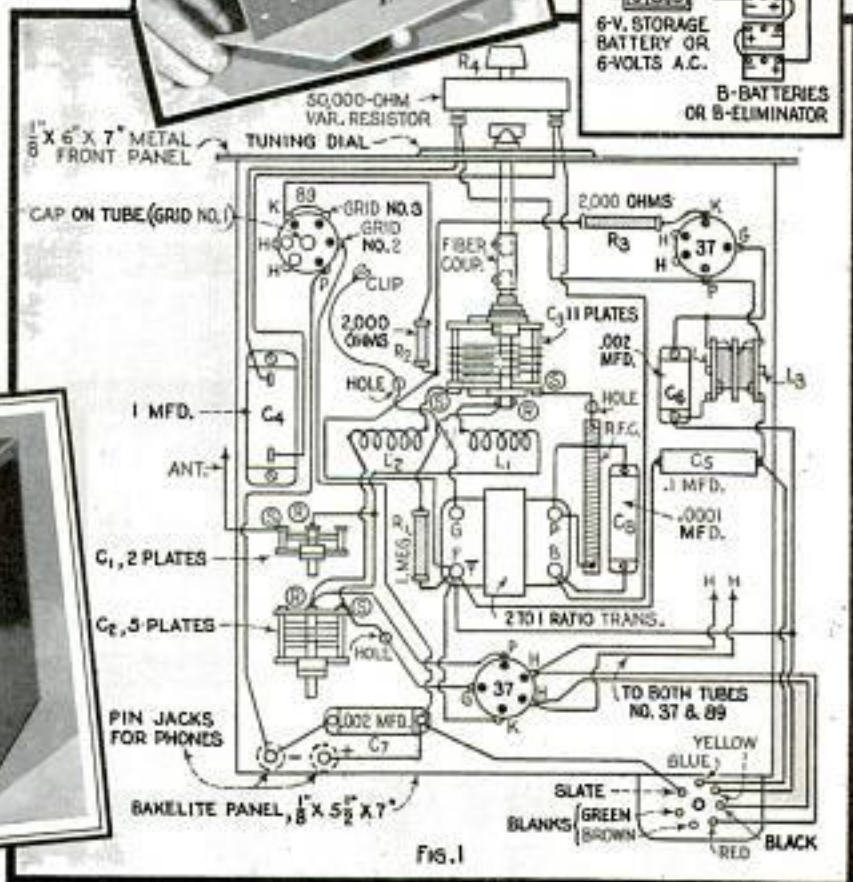 6-V. STORAGE
BATTERY OR
6-VOLTS A.C.
B-BATTERIES
OR B-ELIMINATOR
R4
50,000-OHM
VAR. RESISTOR
1/8" X 6" X 7" METAL
FRONT PANEL
TUNING DIAL
CAP ON TUBE (GRID NO.1)
K
89
GRID NO.3
GRID
NO.2
H
H
P
CLIP
FIBER
COUP.
2,000 OHMS
R3
K
H
H
37
G
P
2,000
OHMS
R2
C3 11 PLATES
.002
MFD.
C6
L3
HOLE
HOLE
1 MFD.
C4
S
R
S
R.F.C.
L2
L1
C5
.1 MFD.
ANT.
S
R
R1
1 MEG.
G
P
C8
.0001
MFD.
C1, 2 PLATES
F
B
H H
R
S
2 TO 1 RATIO TRANS.
C2, 5 PLATES
HOLE
P
H
G
37
H
K
TO BOTH TUBES
NO. 37 & 89
PIN JACKS
FOR PHONES
.002 MFD.
C7
- +
YELLOW
BLUE
SLATE
BAKELITE PANEL, 1/8" X 5 1/2" X 7"
BLANKS { GREEN
BROWN
BLACK
RED
FIG.1